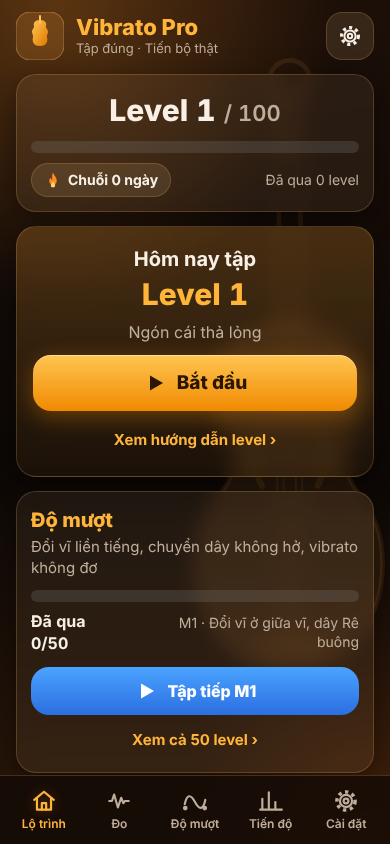 Vibrato Pro
Tập đúng · Tiến bộ thật
Level 1 / 100
Chuỗi 0 ngày
Đã qua 0 level
Hôm nay tập
Level 1
Ngón cái thả lỏng
Bắt đầu
Xem hướng dẫn level ›
Độ mượt
Đổi vĩ liền tiếng, chuyển dây không hở, vibrato
không đơ
Đã qua
0/50
M1 · Đổi vĩ ở giữa vĩ, dây Rê
buông
Tập tiếp M1
Xem cả 50 level ›
Lộ trình
Đo
Độ mượt
Tiến độ
Cài đặt